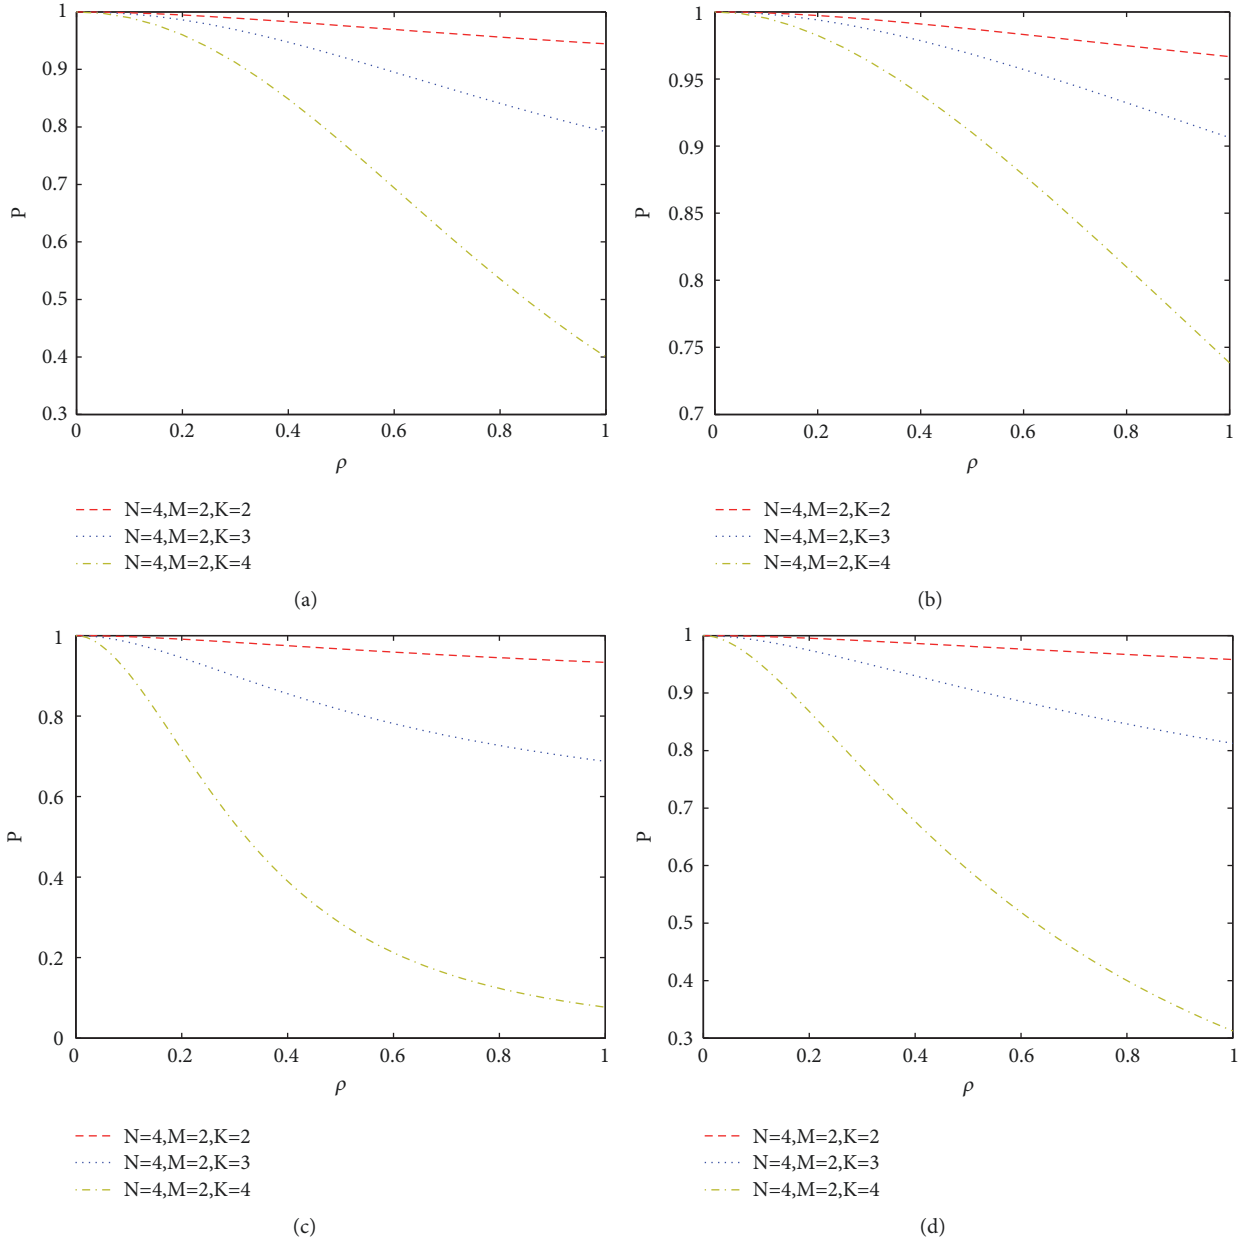 1
0.9
0.8
0.7
0.6
0.5
0.4
0.3
P
0 0.2 0.4 0.6 0.8 1
ρ
N=4,M=2,K=2
N=4,M=2,K=3
N=4,M=2,K=4
(a)
1
0.95
0.9
0.85
0.8
0.75
0.7
P
0 0.2 0.4 0.6 0.8 1
ρ
N=4,M=2,K=2
N=4,M=2,K=3
N=4,M=2,K=4
(b)
1
0.8
0.6
0.4
0.2
0
P
0 0.2 0.4 0.6 0.8 1
ρ
N=4,M=2,K=2
N=4,M=2,K=3
N=4,M=2,K=4
(c)
1
0.9
0.8
0.7
0.6
0.5
0.4
0.3
P
0 0.2 0.4 0.6 0.8 1
ρ
N=4,M=2,K=2
N=4,M=2,K=3
N=4,M=2,K=4
(d)